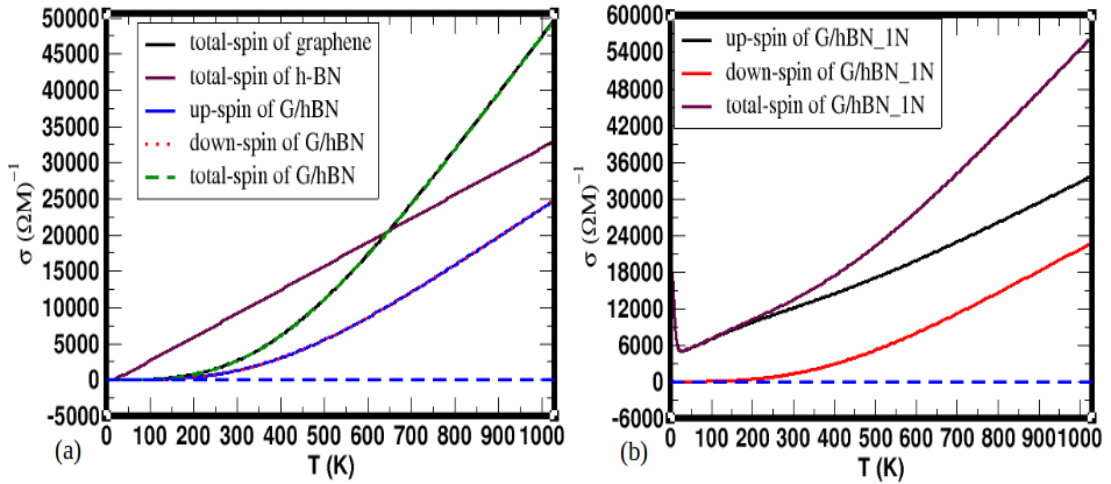 50000
45000
40000
35000
30000
25000
20000
15000
10000
5000
0
-5000
σ (ΩM)⁻¹
total-spin of graphene
total-spin of h-BN
up-spin of G/hBN
down-spin of G/hBN
total-spin of G/hBN
0 100 200 300 400 500 600 700 800 900 1000
T (K)
(a)
60000
54000
48000
42000
36000
30000
24000
18000
12000
6000
0
-6000
σ (ΩM)⁻¹
up-spin of G/hBN_1N
down-spin of G/hBN_1N
total-spin of G/hBN_1N
0 100 200 300 400 500 600 700 800 900 1000
T (K)
(b)